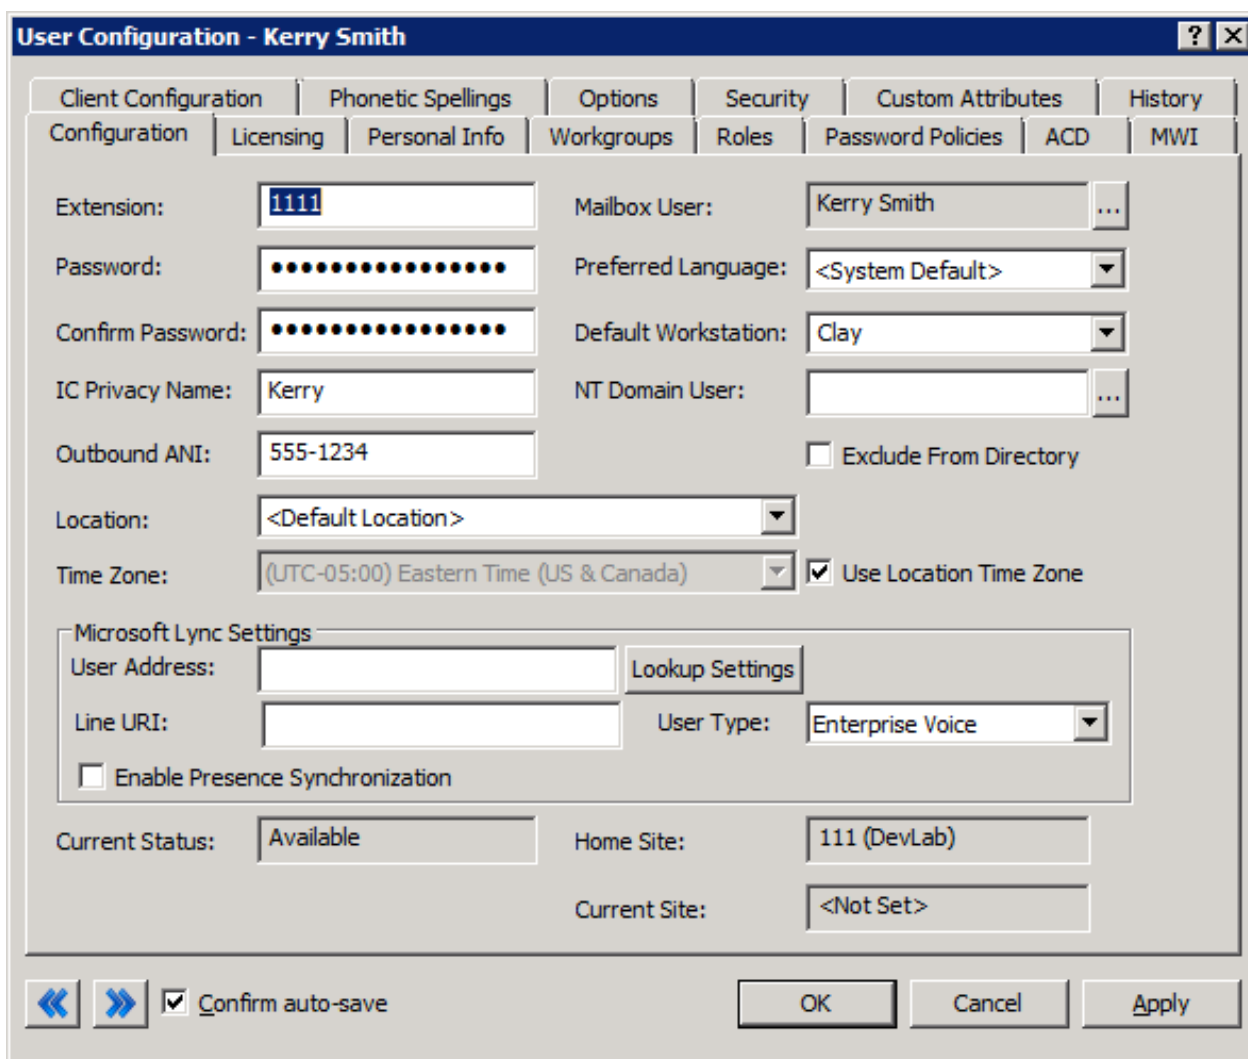 User Configuration - Kerry Smith
Client Configuration Phonetic Spellings Options Security Custom Attributes History
Configuration Licensing Personal Info Workgroups Roles Password Policies ACD MWI
Extension: 1111 Mailbox User: Kerry Smith ...
Password: •••••••••••••••• Preferred Language: <System Default>
Confirm Password: •••••••••••••••• Default Workstation: Clay
IC Privacy Name: Kerry NT Domain User: ...
Outbound ANI: 555-1234 Exclude From Directory
Location: <Default Location>
Time Zone: (UTC-05:00) Eastern Time (US & Canada) Use Location Time Zone
Microsoft Lync Settings
User Address: Lookup Settings
Line URI: User Type: Enterprise Voice
Enable Presence Synchronization
Current Status: Available Home Site: 111 (DevLab)
Current Site: <Not Set>
Confirm auto-save OK Cancel Apply